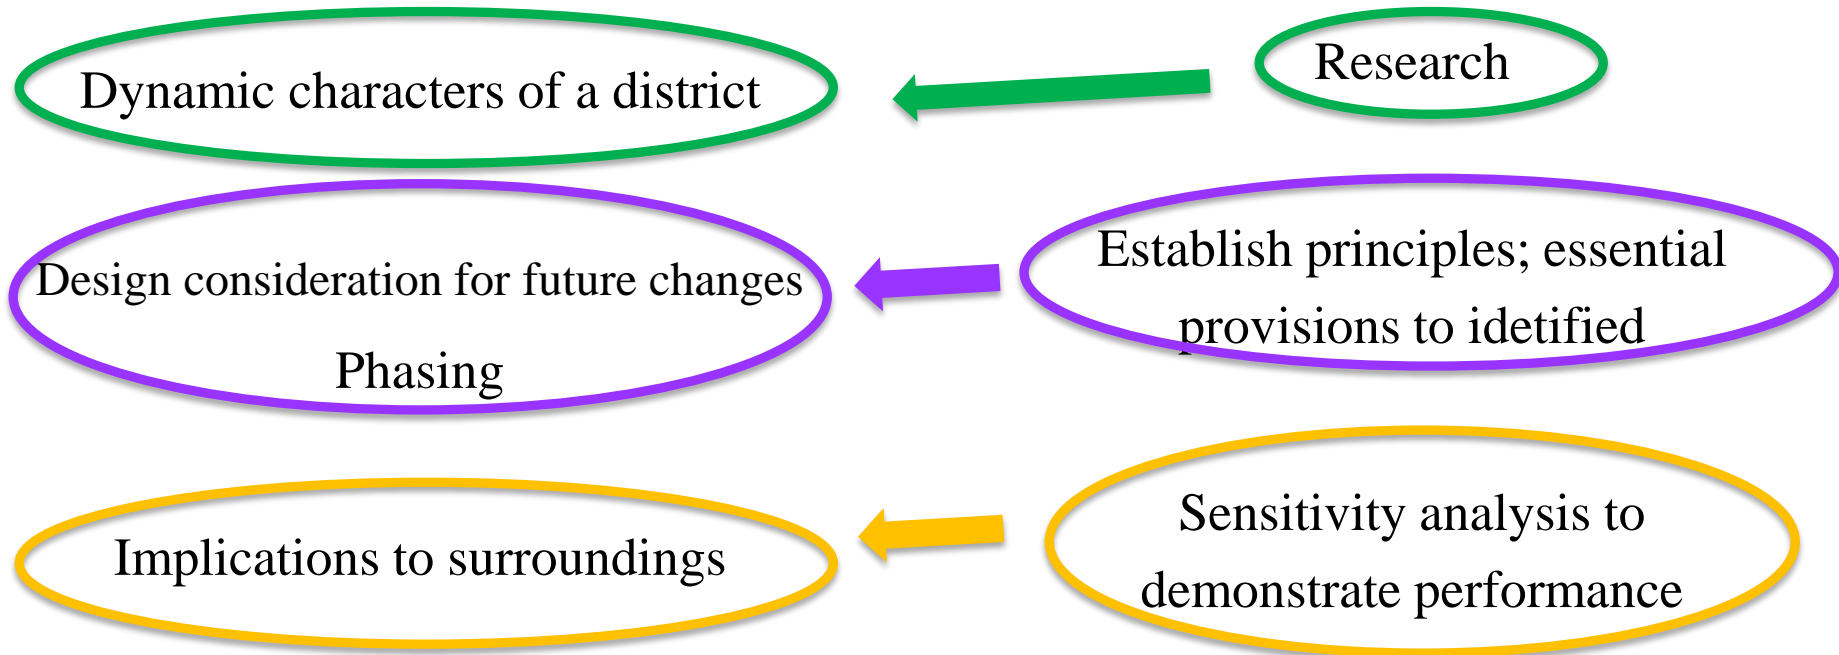 Dynamic characters of a district
Research
Design consideration for future changes
Phasing
Establish principles; essential
provisions to idetified
Implications to surroundings
Sensitivity analysis to
demonstrate performance